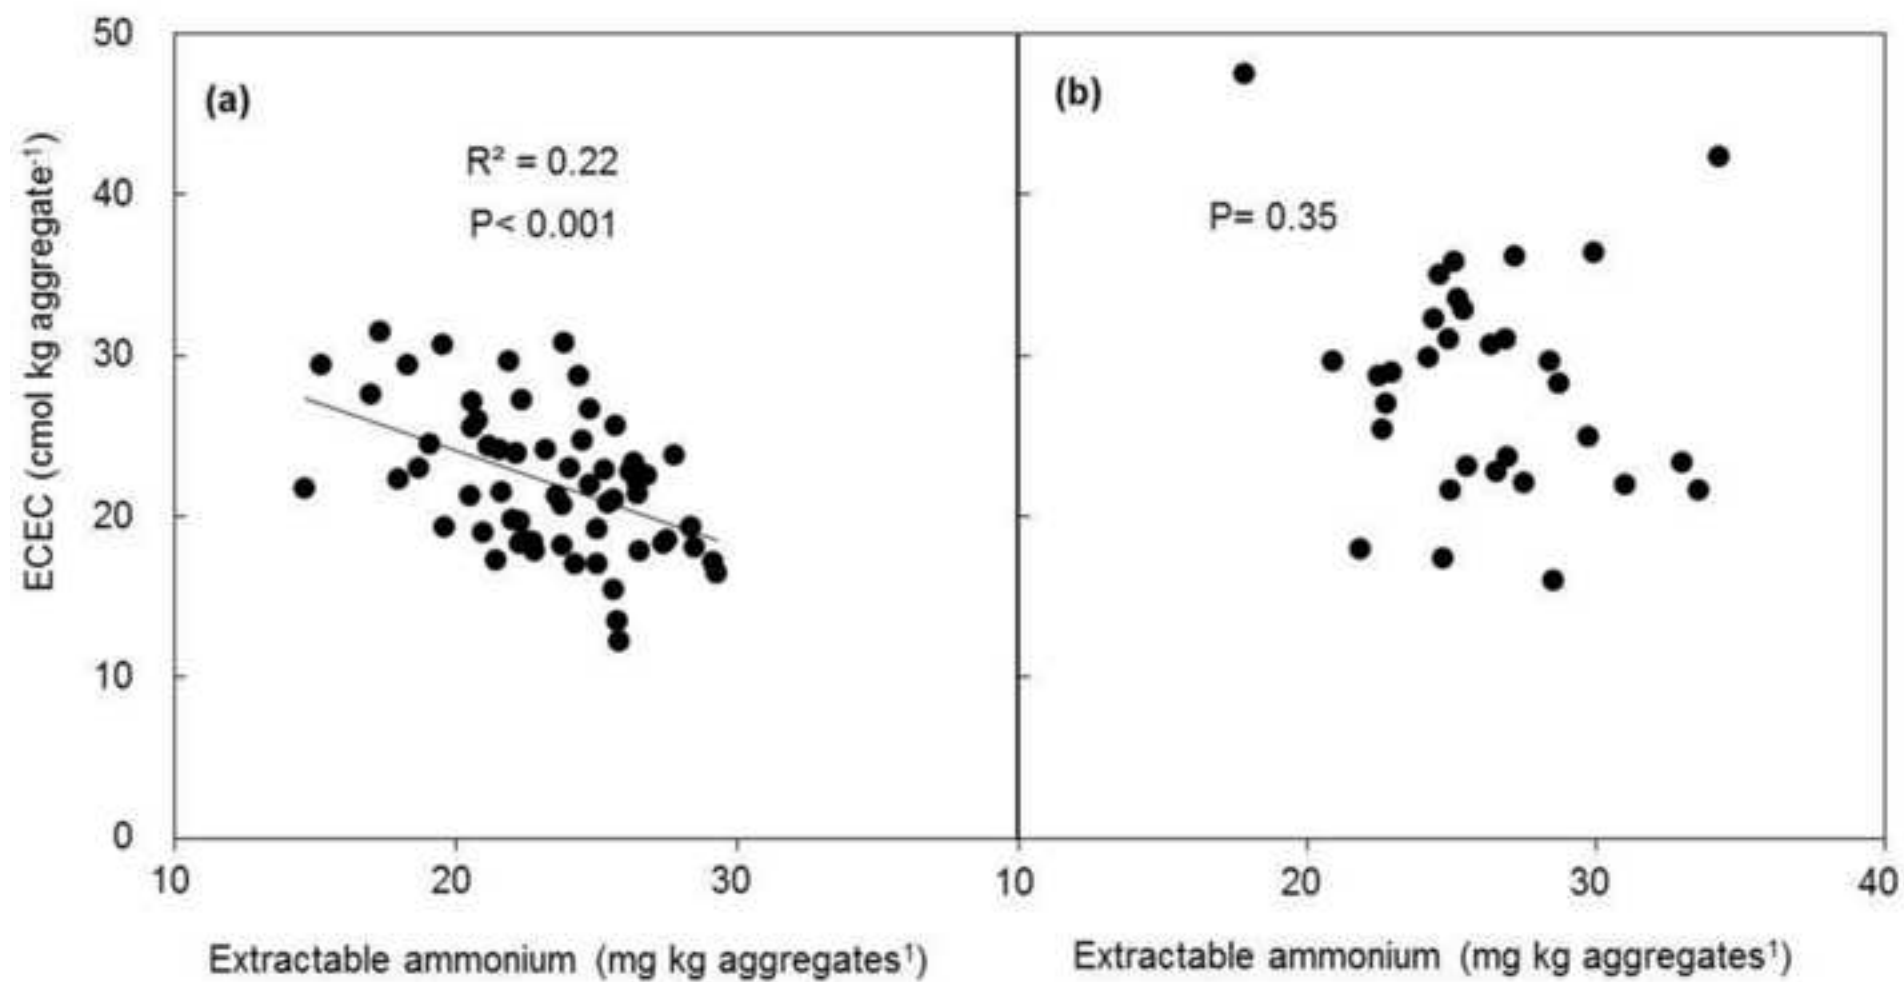 50
40
30
20
10
0
ECEC (cmol kg aggregate⁻¹)
(a)
R² = 0.22
P< 0.001
(b)
P= 0.35
10 20 30 10 20 30 40
Extractable ammonium (mg kg aggregates¹) Extractable ammonium (mg kg aggregates¹)